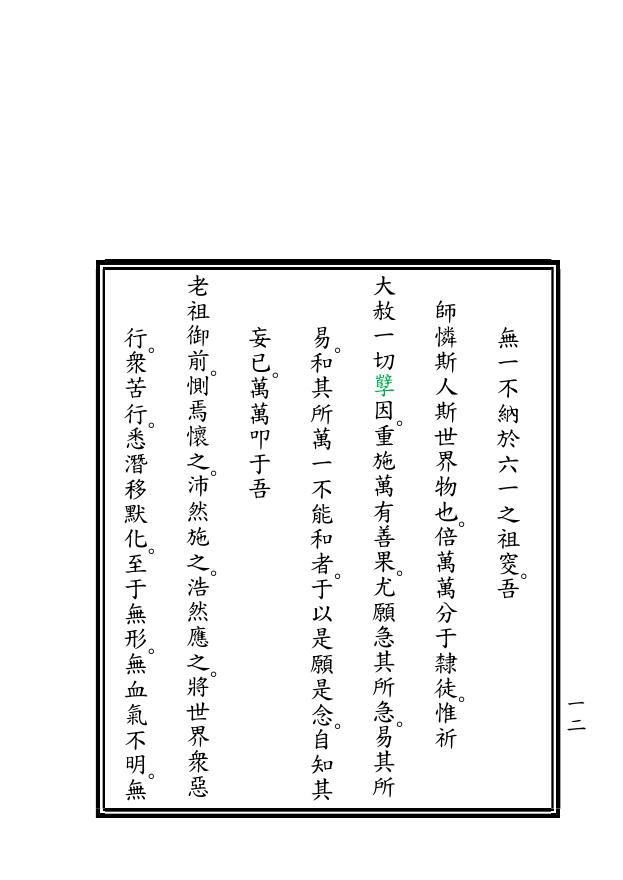 無一不納於六一之祖窔。吾
師憐斯人斯世界物也。倍萬萬分于隸徒。惟祈
大赦一切孽因。重施萬有善果。尤願急其所急。易其所
易。和其所萬一不能和者。于以是願是念。自知其
妄已。萬萬叩于吾
老祖御前。惻焉懷之。沛然施之。浩然應之。將世界衆惡
行。衆苦行。悉潛移默化。至于無形。無血氣不明。無
一二